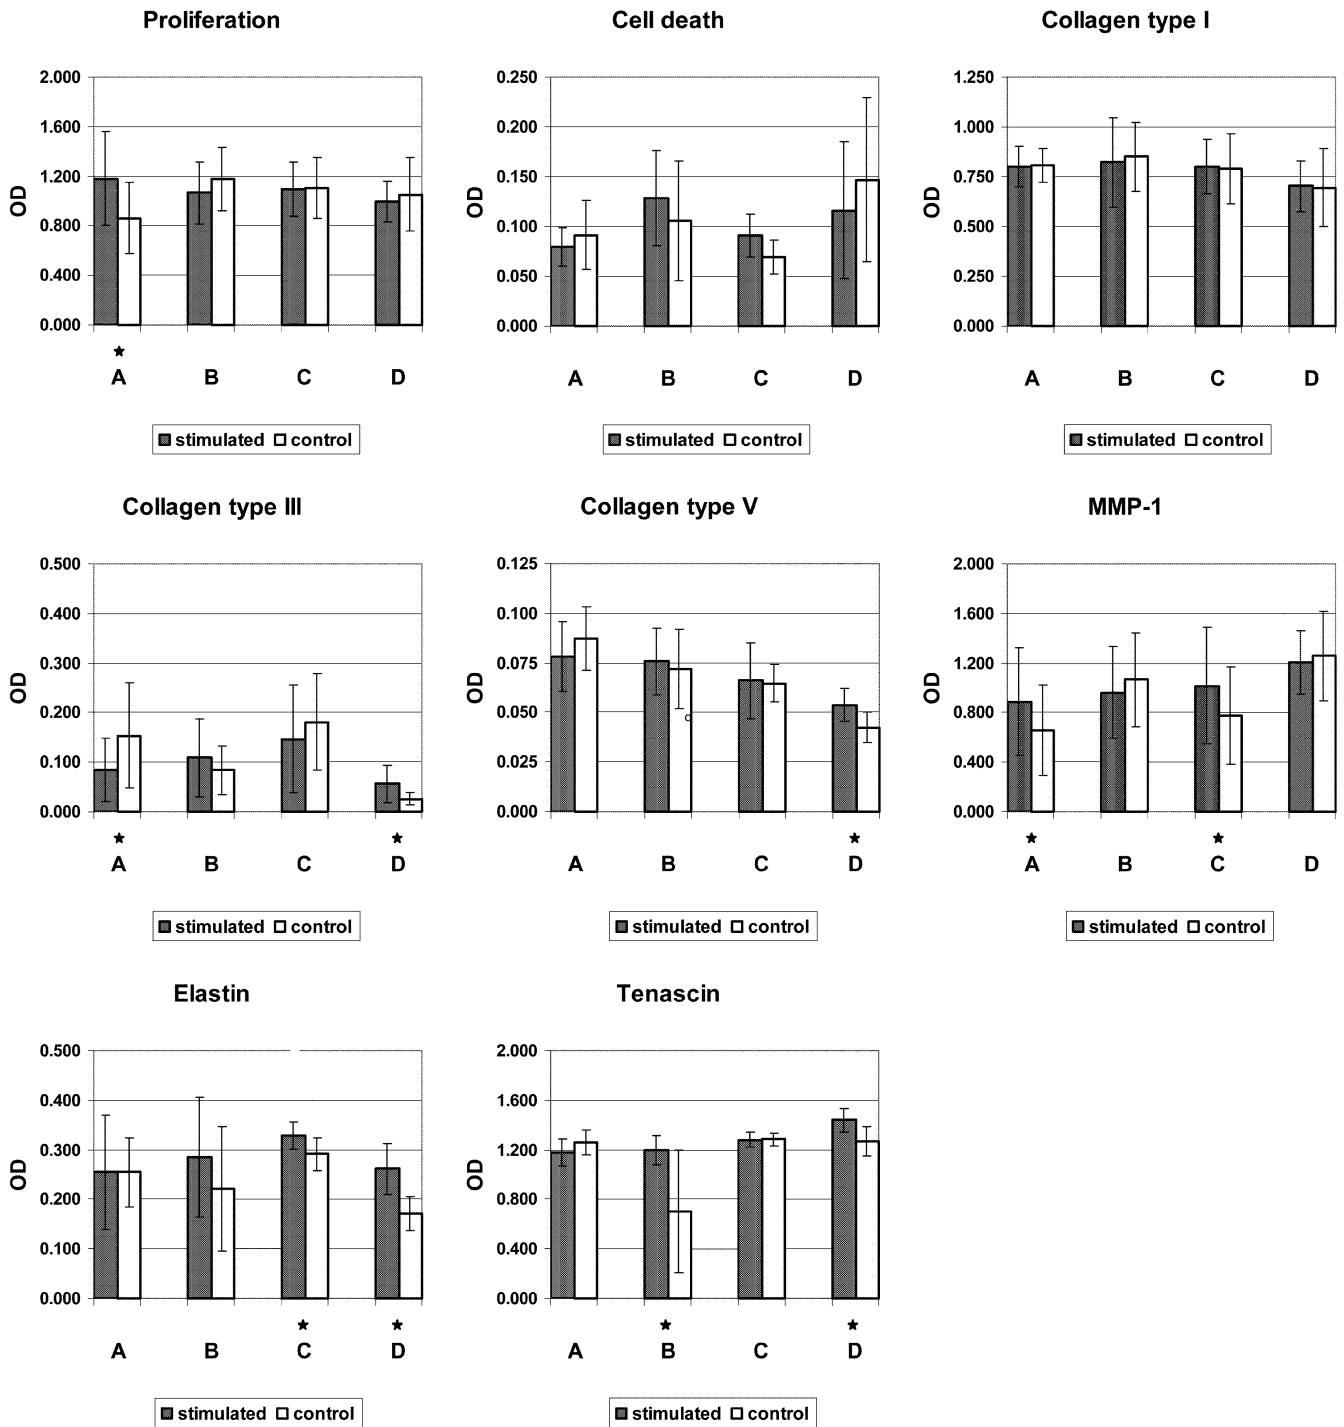 Proliferation
2.000
1.600
1.200
0.800
0.400
0.000
OD
★
A B C D
stimulated control
Cell death
0.250
0.200
0.150
0.100
0.050
0.000
OD
A B C D
stimulated control
Collagen type I
1.250
1.000
0.750
0.500
0.250
0.000
OD
A B C D
stimulated control
Collagen type III
0.500
0.400
0.300
0.200
0.100
0.000
OD
★ ★
A B C D
stimulated control
Collagen type V
0.125
0.100
0.075
0.050
0.025
0.000
OD
★
A B C D
stimulated control
MMP-1
2.000
1.600
1.200
0.800
0.400
0.000
OD
★ ★
A B C D
stimulated control
Elastin
0.500
0.400
0.300
0.200
0.100
0.000
OD
★ ★
A B C D
stimulated control
Tenascin
2.000
1.600
1.200
0.800
0.400
0.000
OD
★ ★
A B C D
stimulated control